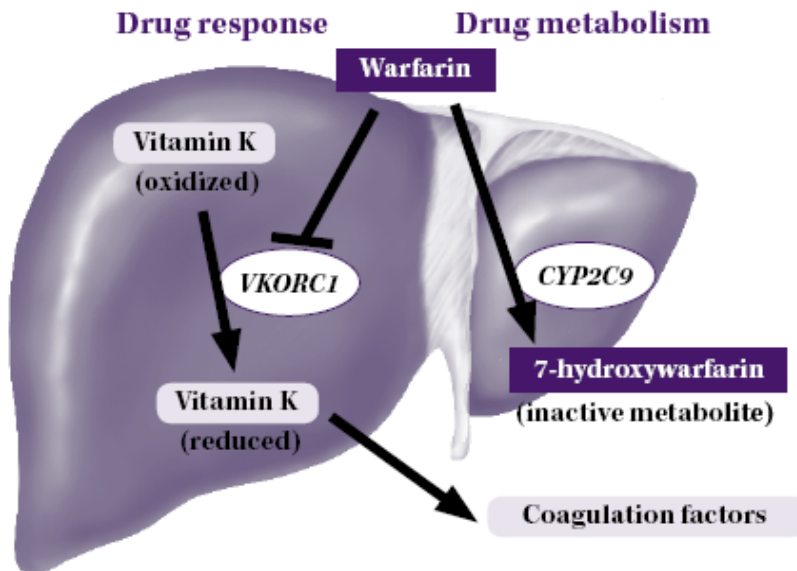 Drug response
Drug metabolism
Warfarin
Vitamin K
(oxidized)
VKORC1
CYP2C9
7-hydroxywarfarin
(inactive metabolite)
Vitamin K
(reduced)
Coagulation factors